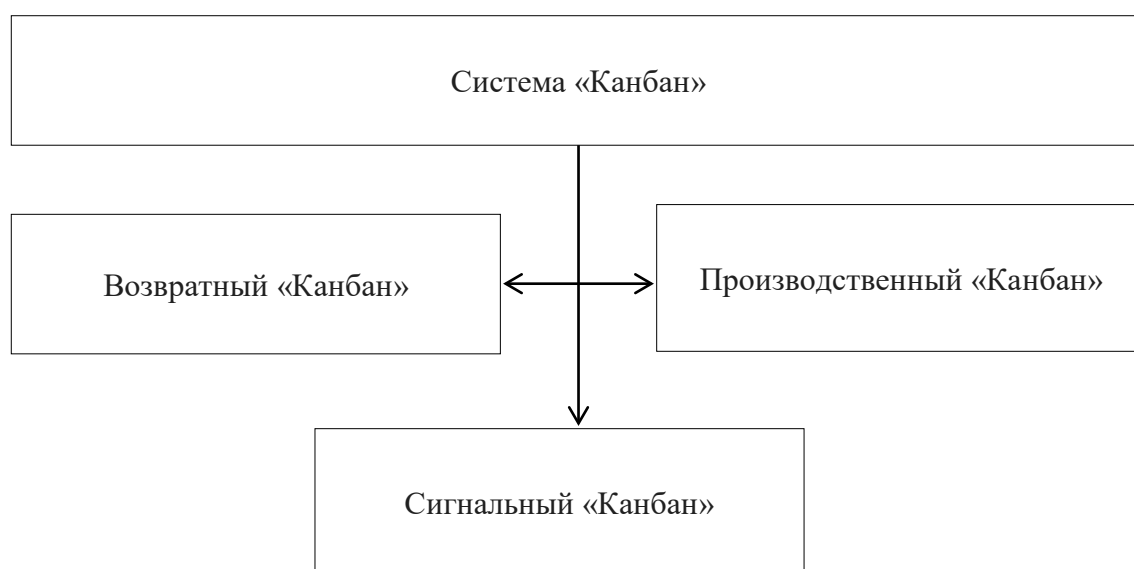 Система «Канбан»
Возвратный «Канбан»
Производственный «Канбан»
Сигнальный «Канбан»